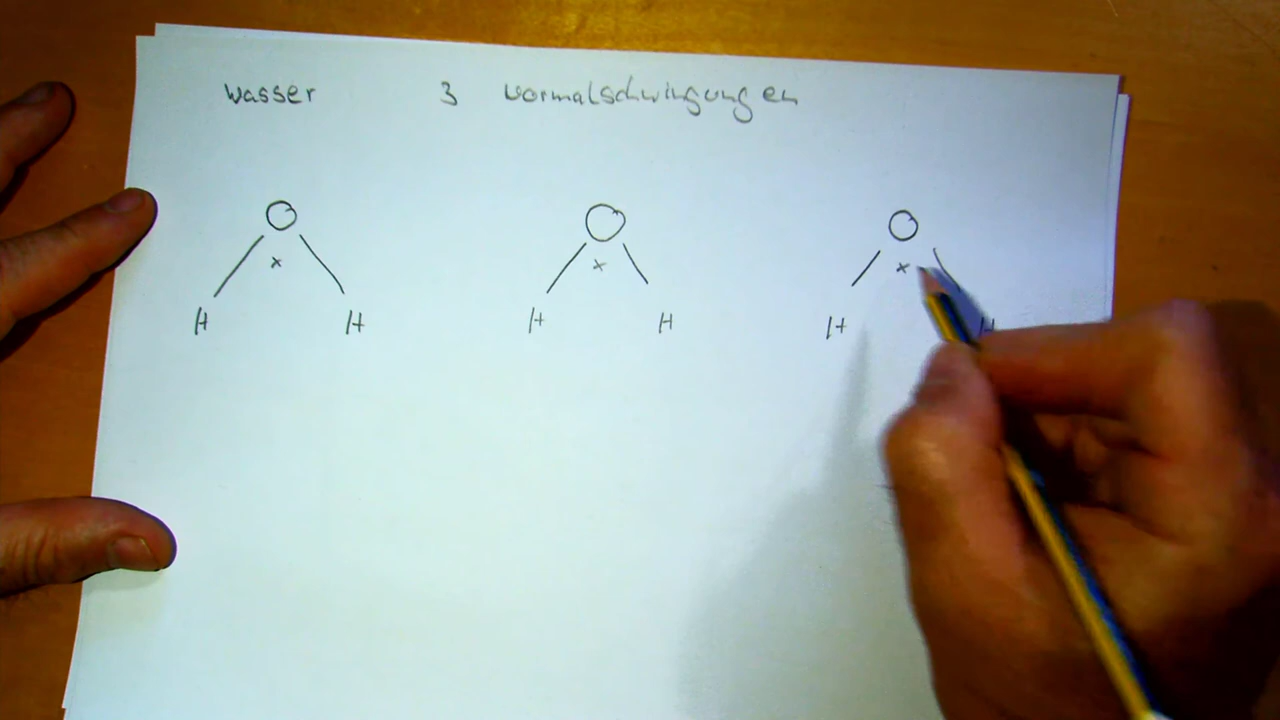 Wasser 3 Normalschwingungen
O O O
x x x
H H H H H H